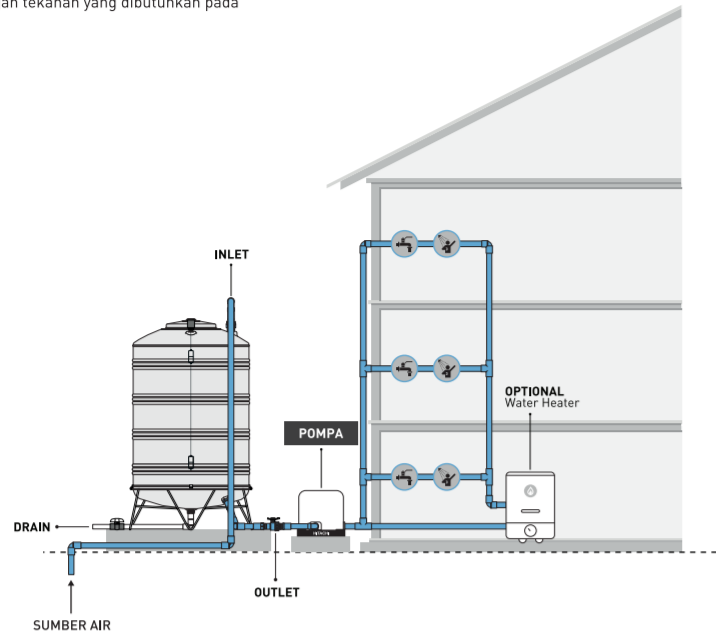 an tekanan yang dibutuhkan pada
INLET
OPTIONAL
Water Heater
POMPA
DRAIN
OUTLET
SUMBER AIR